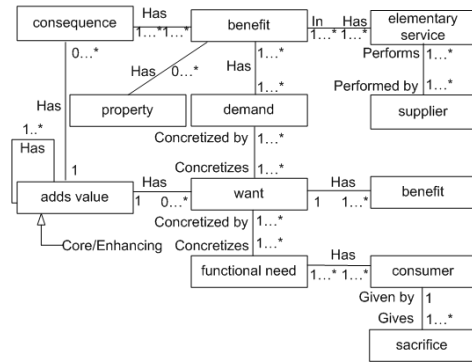 consequence
Has
benefit
In
Has
elementary
service
1...*
1...*
1...*
1...*
0...*
Has
0...*
1...*
Has
Performs
1...*
1...*
Performed by
1...*
property
demand
supplier
Has
Concretized by
1...*
1..*
Has
Concretizes
1...*
1
Has
Has
adds value
want
benefit
1
0...*
1
1...*
Concretized by
1...*
Core/Enhancing
Concretizes
1...*
Has
functional need
consumer
1...*
1...*
Given by
1
Gives
1...*
sacrifice